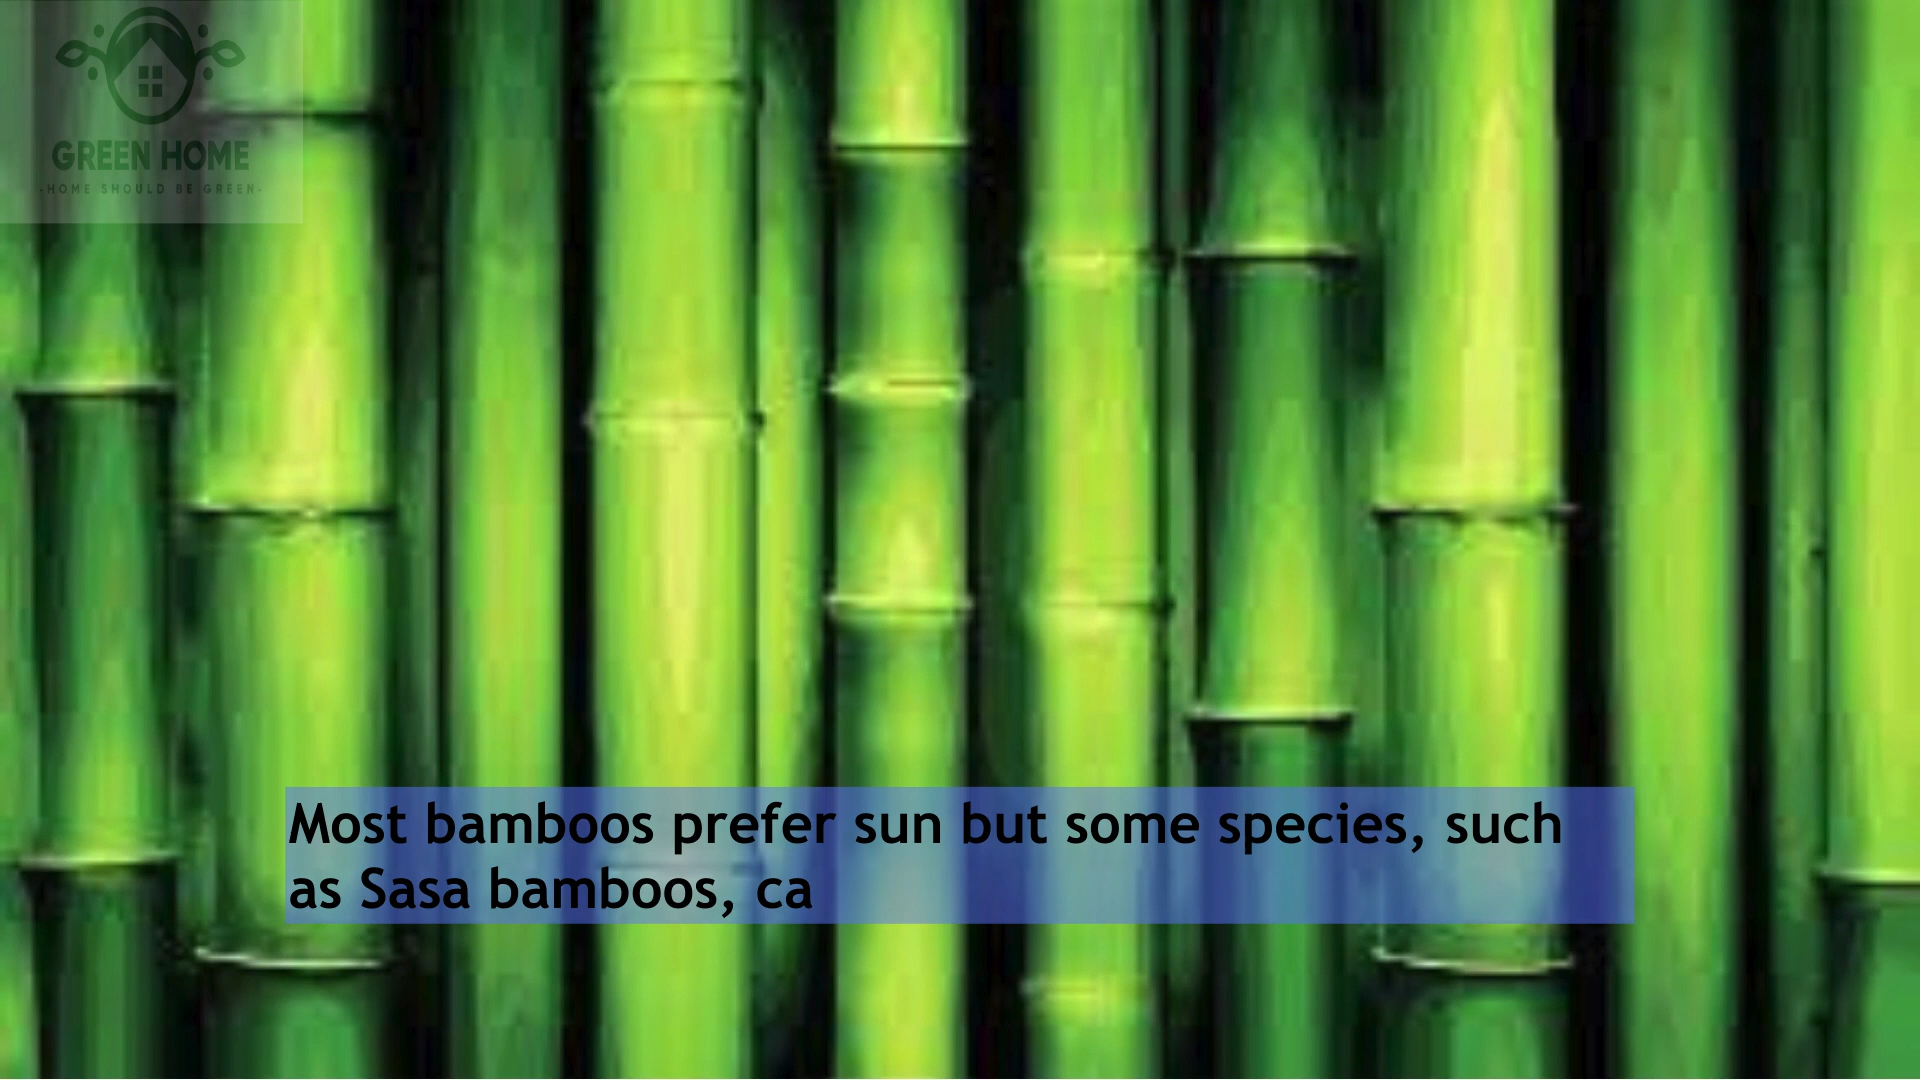 GREEN HOME
-HOME SHOULD BE GREEN-
Most bamboos prefer sun but some species, such
as Sasa bamboos, ca